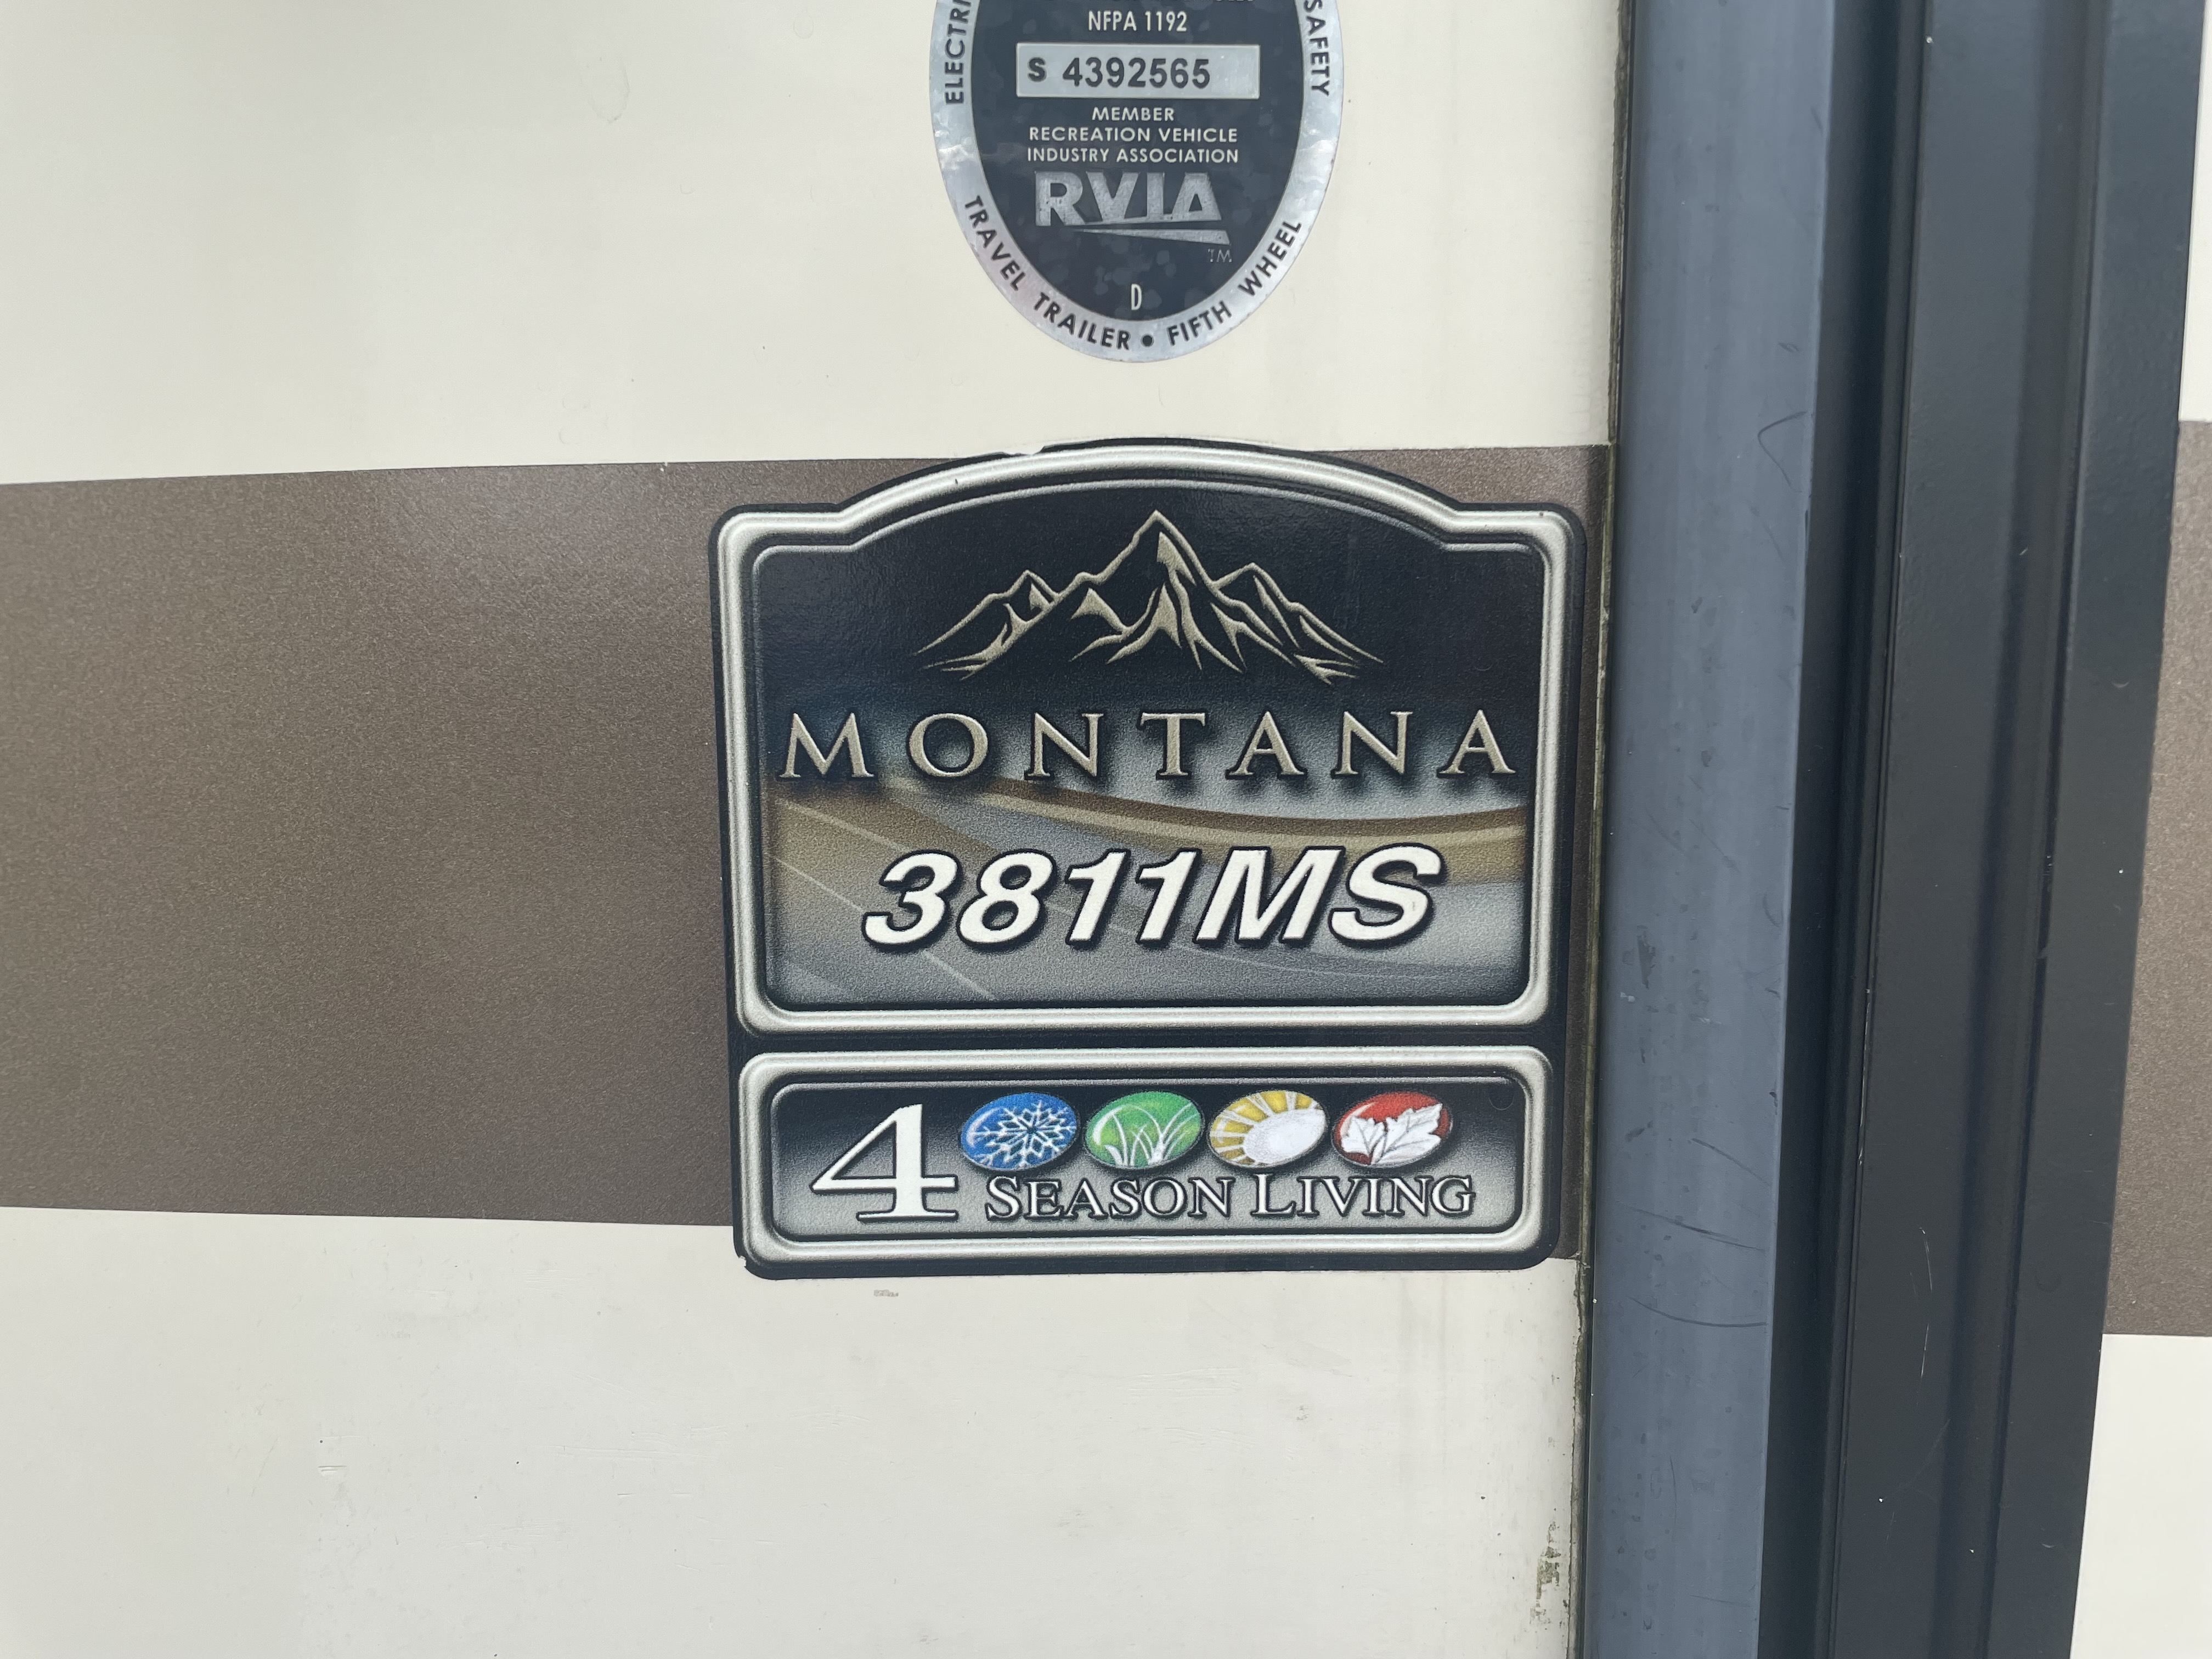 ELECTRI
SAFETY
NFPA 1192
S 4392565
MEMBER
RECREATION VEHICLE
INDUSTRY ASSOCIATION
RVIA
TM
D
TRAVEL TRAILER • FIFTH WHEEL
MONTANA
3811MS
4 SEASON LIVING